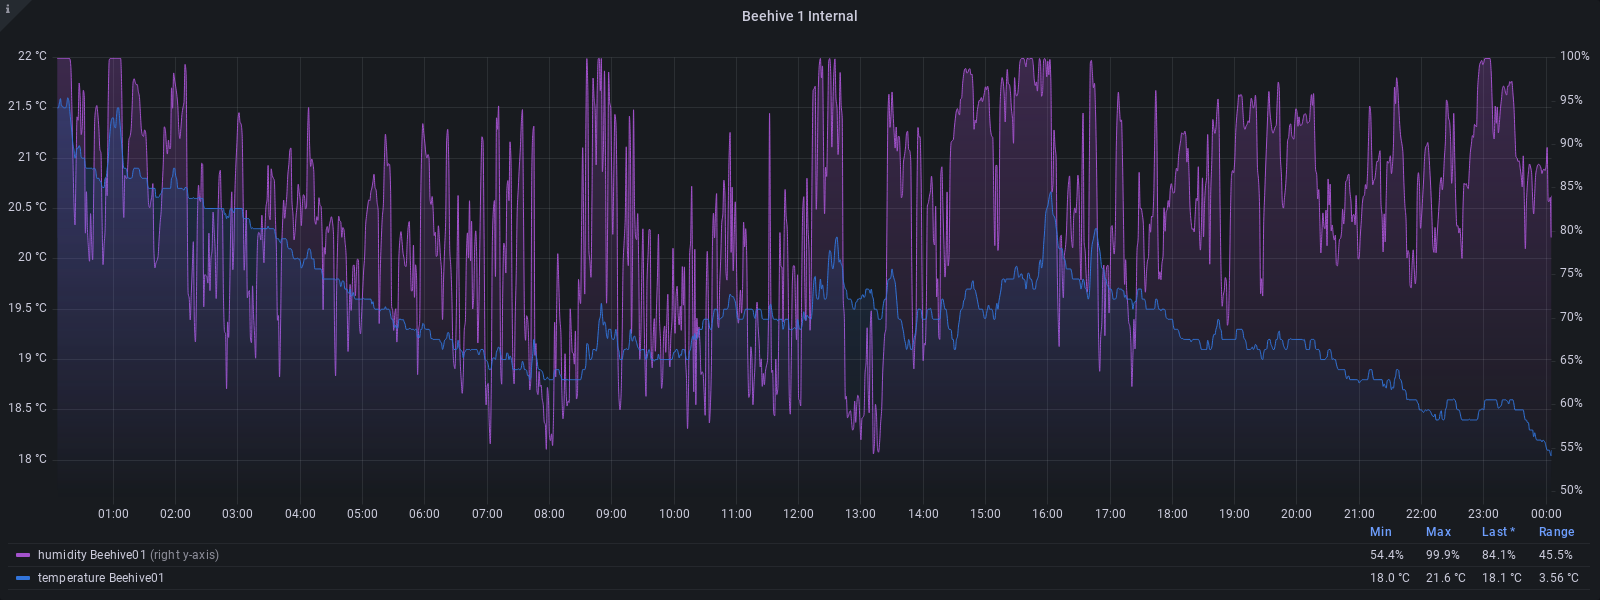 i
Beehive 1 Internal
22 °C
21.5 °C
21 °C
20.5 °C
20 °C
19.5 °C
19 °C
18.5 °C
18 °C
100%
95%
90%
85%
80%
75%
70%
65%
60%
55%
50%
01:00 02:00 03:00 04:00 05:00 06:00 07:00 08:00 09:00 10:00 11:00 12:00 13:00 14:00 15:00 16:00 17:00 18:00 19:00 20:00 21:00 22:00 23:00 00:00
Min Max Last * Range
humidity Beehive01 (right y-axis) 54.4% 99.9% 84.1% 45.5%
temperature Beehive01 18.0 °C 21.6 °C 18.1 °C 3.56 °C